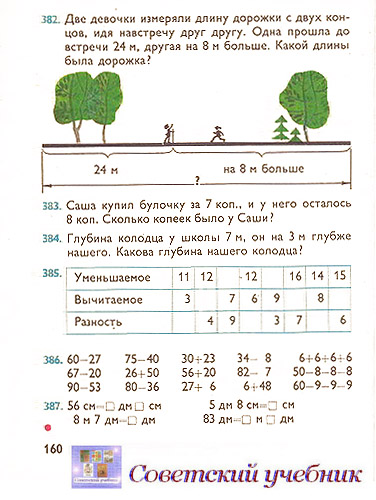 382. Две девочки измеряли длину дорожки с двух кон-
цов, идя навстречу друг другу. Одна прошла до
встречи 24 м, другая на 8 м больше. Какой длины
была дорожка?
24 м на 8 м больше
?
383. Саша купил булочку за 7 коп., и у него осталось
8 коп. Сколько копеек было у Саши?
384. Глубина колодца у школы 7 м, он на 3 м глубже
нашего. Какова глубина нашего колодца?
385.
Уменьшаемое 11 12 12 16 14 15
Вычитаемое 3 7 6 9 8
Разность 4 9 3 7 6
386. 60−27 75−40 30+23 34− 8 6+6+6+6
67−20 26+50 56+20 82− 7 50−8−8−8
90−53 80−36 27+ 6 6+48 60−9−9−9
387. 56 см=□ дм □ см 5 дм 8 см=□ см
8 м 7 дм=□ дм 83 дм=□ м □ дм
160
Советский учебник